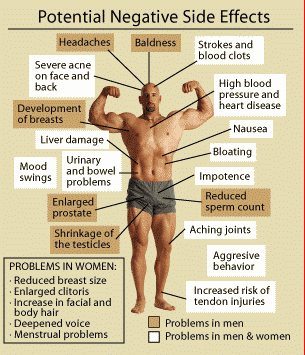 Potential Negative Side Effects
Headaches
Baldness
Strokes and
blood clots
Severe acne
on face and
back
High blood
pressure and
heart disease
Development
of breasts
Nausea
Liver damage
Bloating
Mood
swings
Urinary
and bowel
problems
Impotence
Enlarged
prostate
Reduced
sperm count
Shrinkage of
the testicles
Aching joints
Aggresive
behavior
PROBLEMS IN WOMEN:
· Reduced breast size
· Enlarged clitoris
· Increase in facial and
body hair
· Deepened voice
· Menstrual problems
Increased risk of
tendon injuries
Problems in men
Problems in men & women